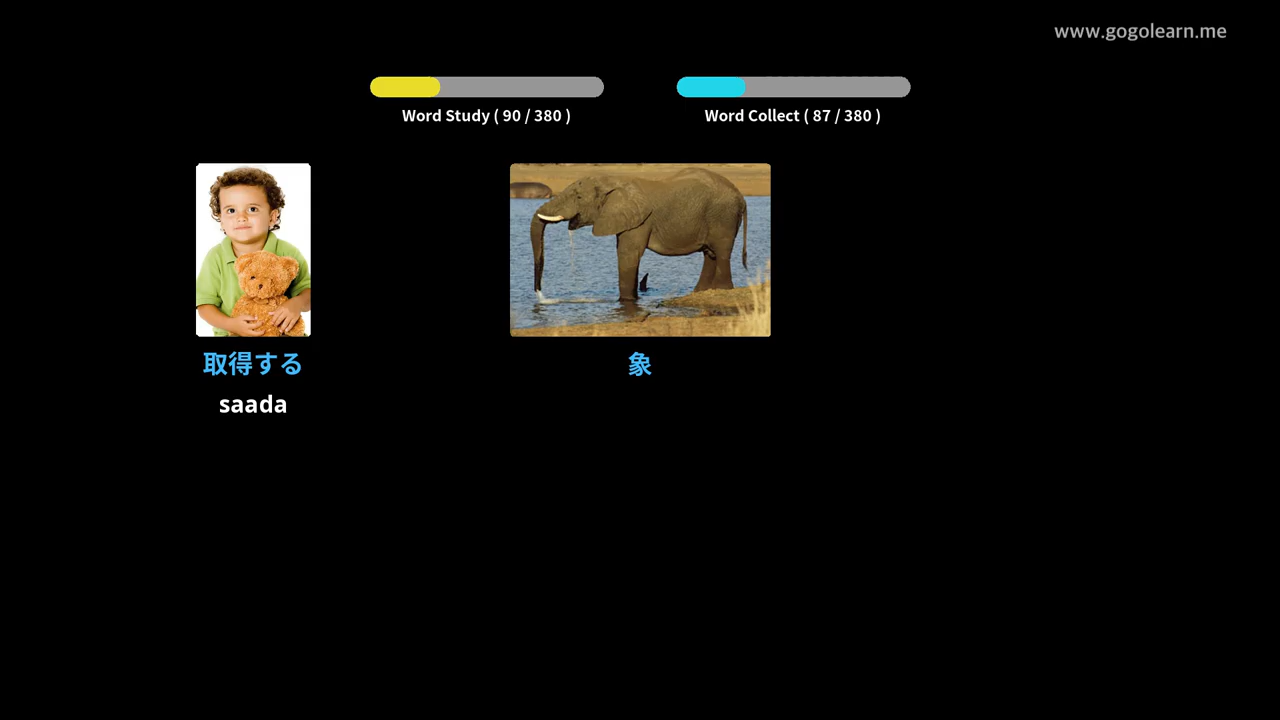 www.gogolearn.me
Word Study ( 90 / 380 )
Word Collect ( 87 / 380 )
取得する
象
saada